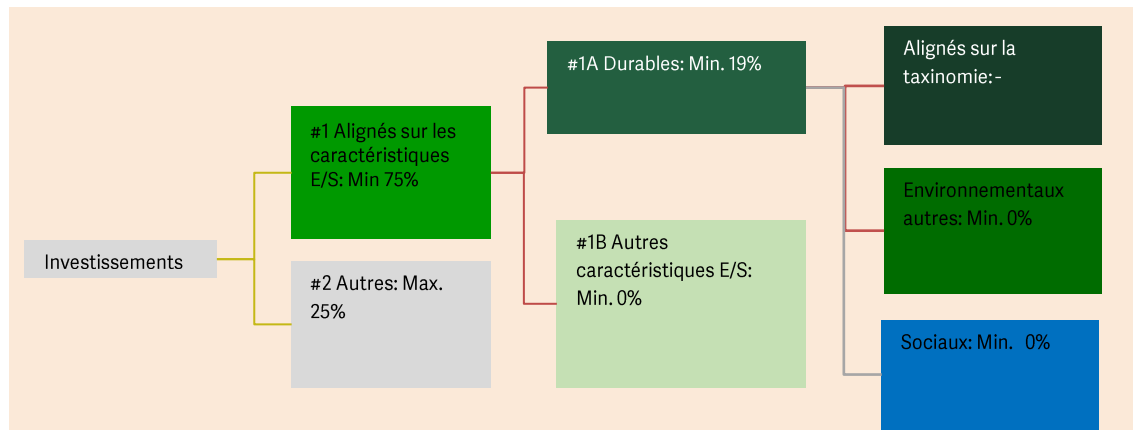 Investissements
#1 Alignés sur les
caractéristiques
E/S: Min 75%
#2 Autres: Max.
25%
#1A Durables: Min. 19%
#1B Autres
caractéristiques E/S:
Min. 0%
Alignés sur la
taxinomie:-
Environnementaux
autres: Min. 0%
Sociaux: Min. 0%